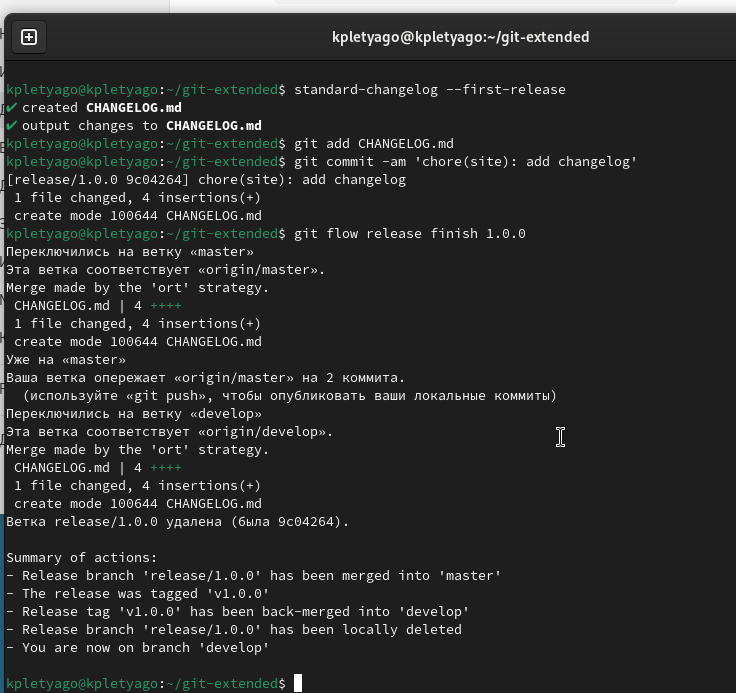 kpletyago@kpletyago:~/git-extended
kpletyago@kpletyago:~/git-extended$ standard-changelog --first-release
✔ created CHANGELOG.md
✔ output changes to CHANGELOG.md
kpletyago@kpletyago:~/git-extended$ git add CHANGELOG.md
kpletyago@kpletyago:~/git-extended$ git commit -am 'chore(site): add changelog'
[release/1.0.0 9c04264] chore(site): add changelog
 1 file changed, 4 insertions(+)
 create mode 100644 CHANGELOG.md
kpletyago@kpletyago:~/git-extended$ git flow release finish 1.0.0
Переключились на ветку «master»
Эта ветка соответствует «origin/master».
Merge made by the 'ort' strategy.
 CHANGELOG.md | 4 ++++
 1 file changed, 4 insertions(+)
 create mode 100644 CHANGELOG.md
Уже на «master»
Ваша ветка опережает «origin/master» на 2 коммита.
  (используйте «git push», чтобы опубликовать ваши локальные коммиты)
Переключились на ветку «develop»
Эта ветка соответствует «origin/develop».
Merge made by the 'ort' strategy.
 CHANGELOG.md | 4 ++++
 1 file changed, 4 insertions(+)
 create mode 100644 CHANGELOG.md
Ветка release/1.0.0 удалена (была 9c04264).
Summary of actions:
- Release branch 'release/1.0.0' has been merged into 'master'
- The release was tagged 'v1.0.0'
- Release tag 'v1.0.0' has been back-merged into 'develop'
- Release branch 'release/1.0.0' has been locally deleted
- You are now on branch 'develop'
kpletyago@kpletyago:~/git-extended$